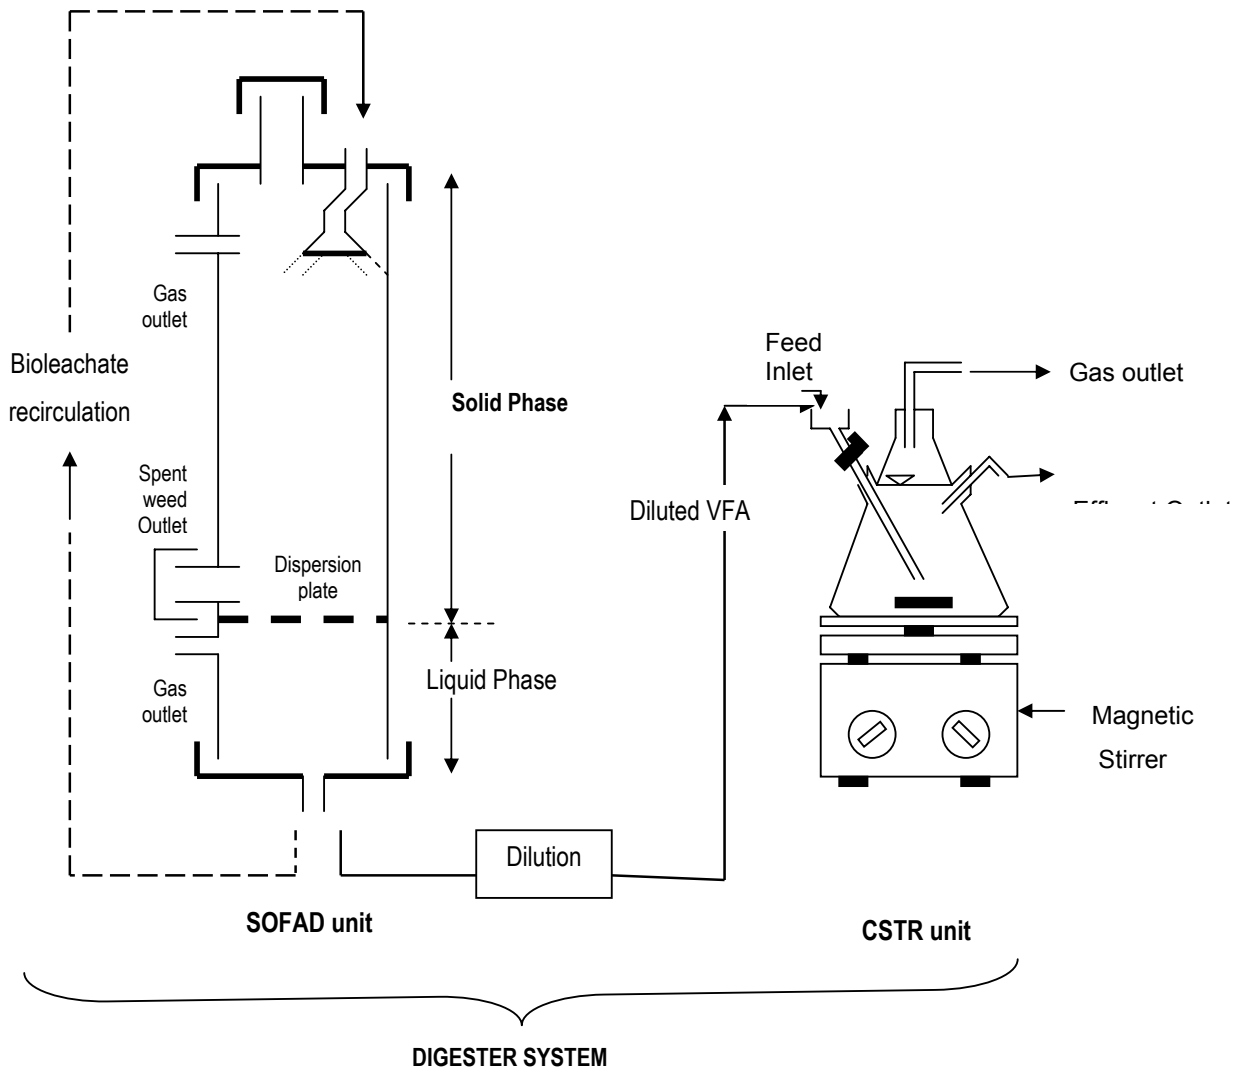 Gas
outlet
Bioleachate
recirculation
Solid Phase
Spent
weed
Outlet
Dispersion
plate
Liquid Phase
Gas
outlet
Feed
Inlet
Gas outlet
Diluted VFA
Magnetic
Stirrer
Dilution
SOFAD unit
CSTR unit
DIGESTER SYSTEM